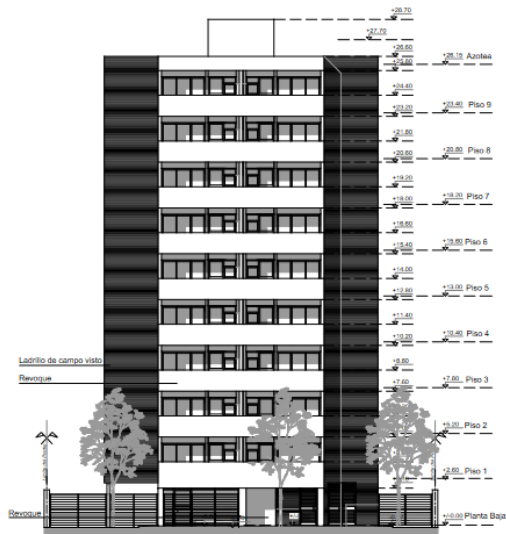 +28.70
+27.70
+26.60
+26.15 Azotea
+25.80
+24.40
+23.20
+23.40 Piso 9
+21.80
+20.60
+20.80 Piso 8
+19.20
+18.00
+18.20 Piso 7
+16.60
+15.40
+15.60 Piso 6
+14.00
+12.80
+13.00 Piso 5
+11.40
+10.20
+10.40 Piso 4
Ladrillo de campo visto
+8.80
Revoque
+7.60
+7.80 Piso 3
+5.20 Piso 2
+2.60 Piso 1
Revoque
+/-0.00 Planta Baja